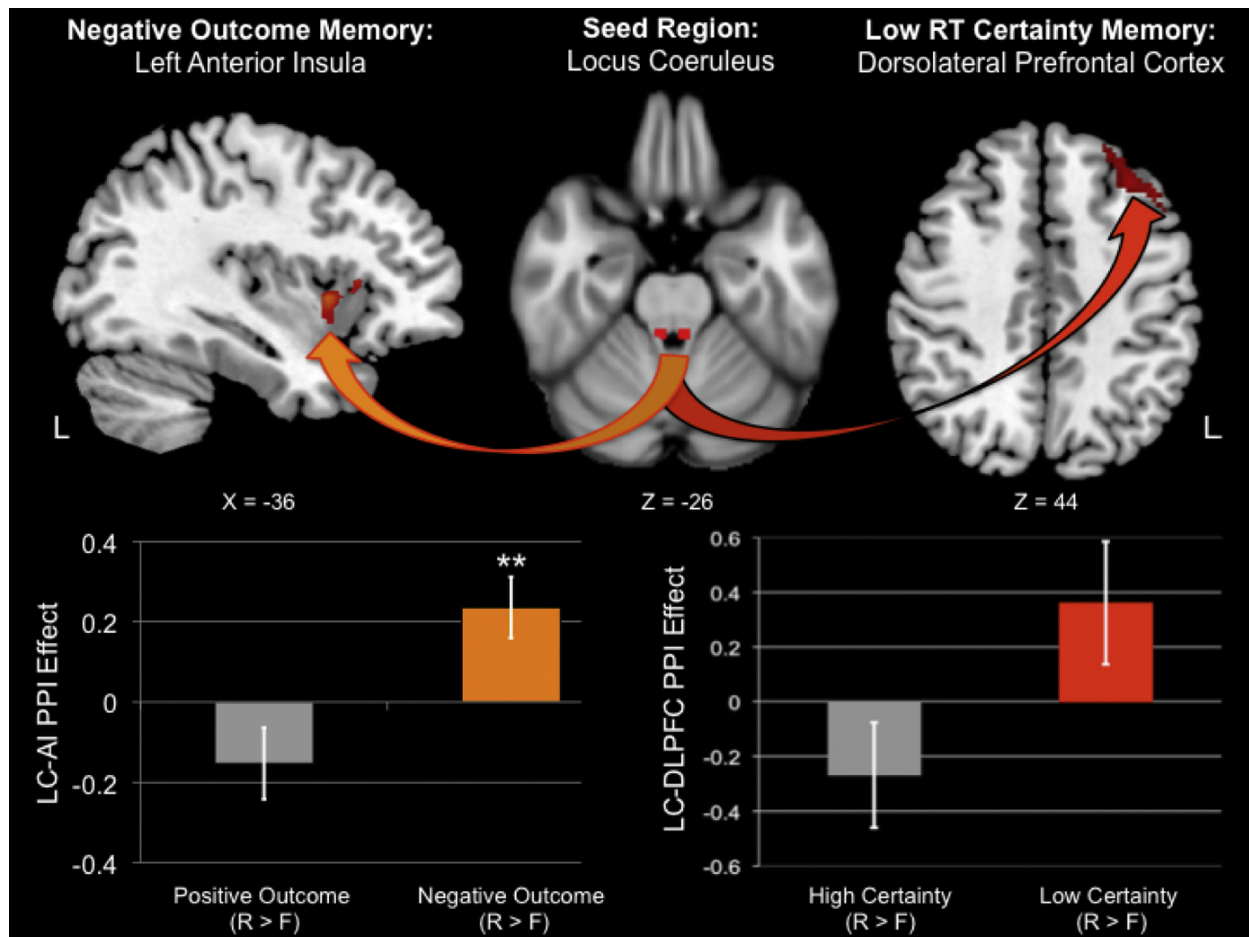 Negative Outcome Memory:
Left Anterior Insula
Seed Region:
Locus Coeruleus
Low RT Certainty Memory:
Dorsolateral Prefrontal Cortex
L
L
X = -36
Z = -26
Z = 44
LC-AI PPI Effect
0.4
0.2
0
-0.2
-0.4
**
Positive Outcome
(R > F)
Negative Outcome
(R > F)
LC-DLPFC PPI Effect
0.6
0.4
0.2
0
-0.2
-0.4
-0.6
High Certainty
(R > F)
Low Certainty
(R > F)